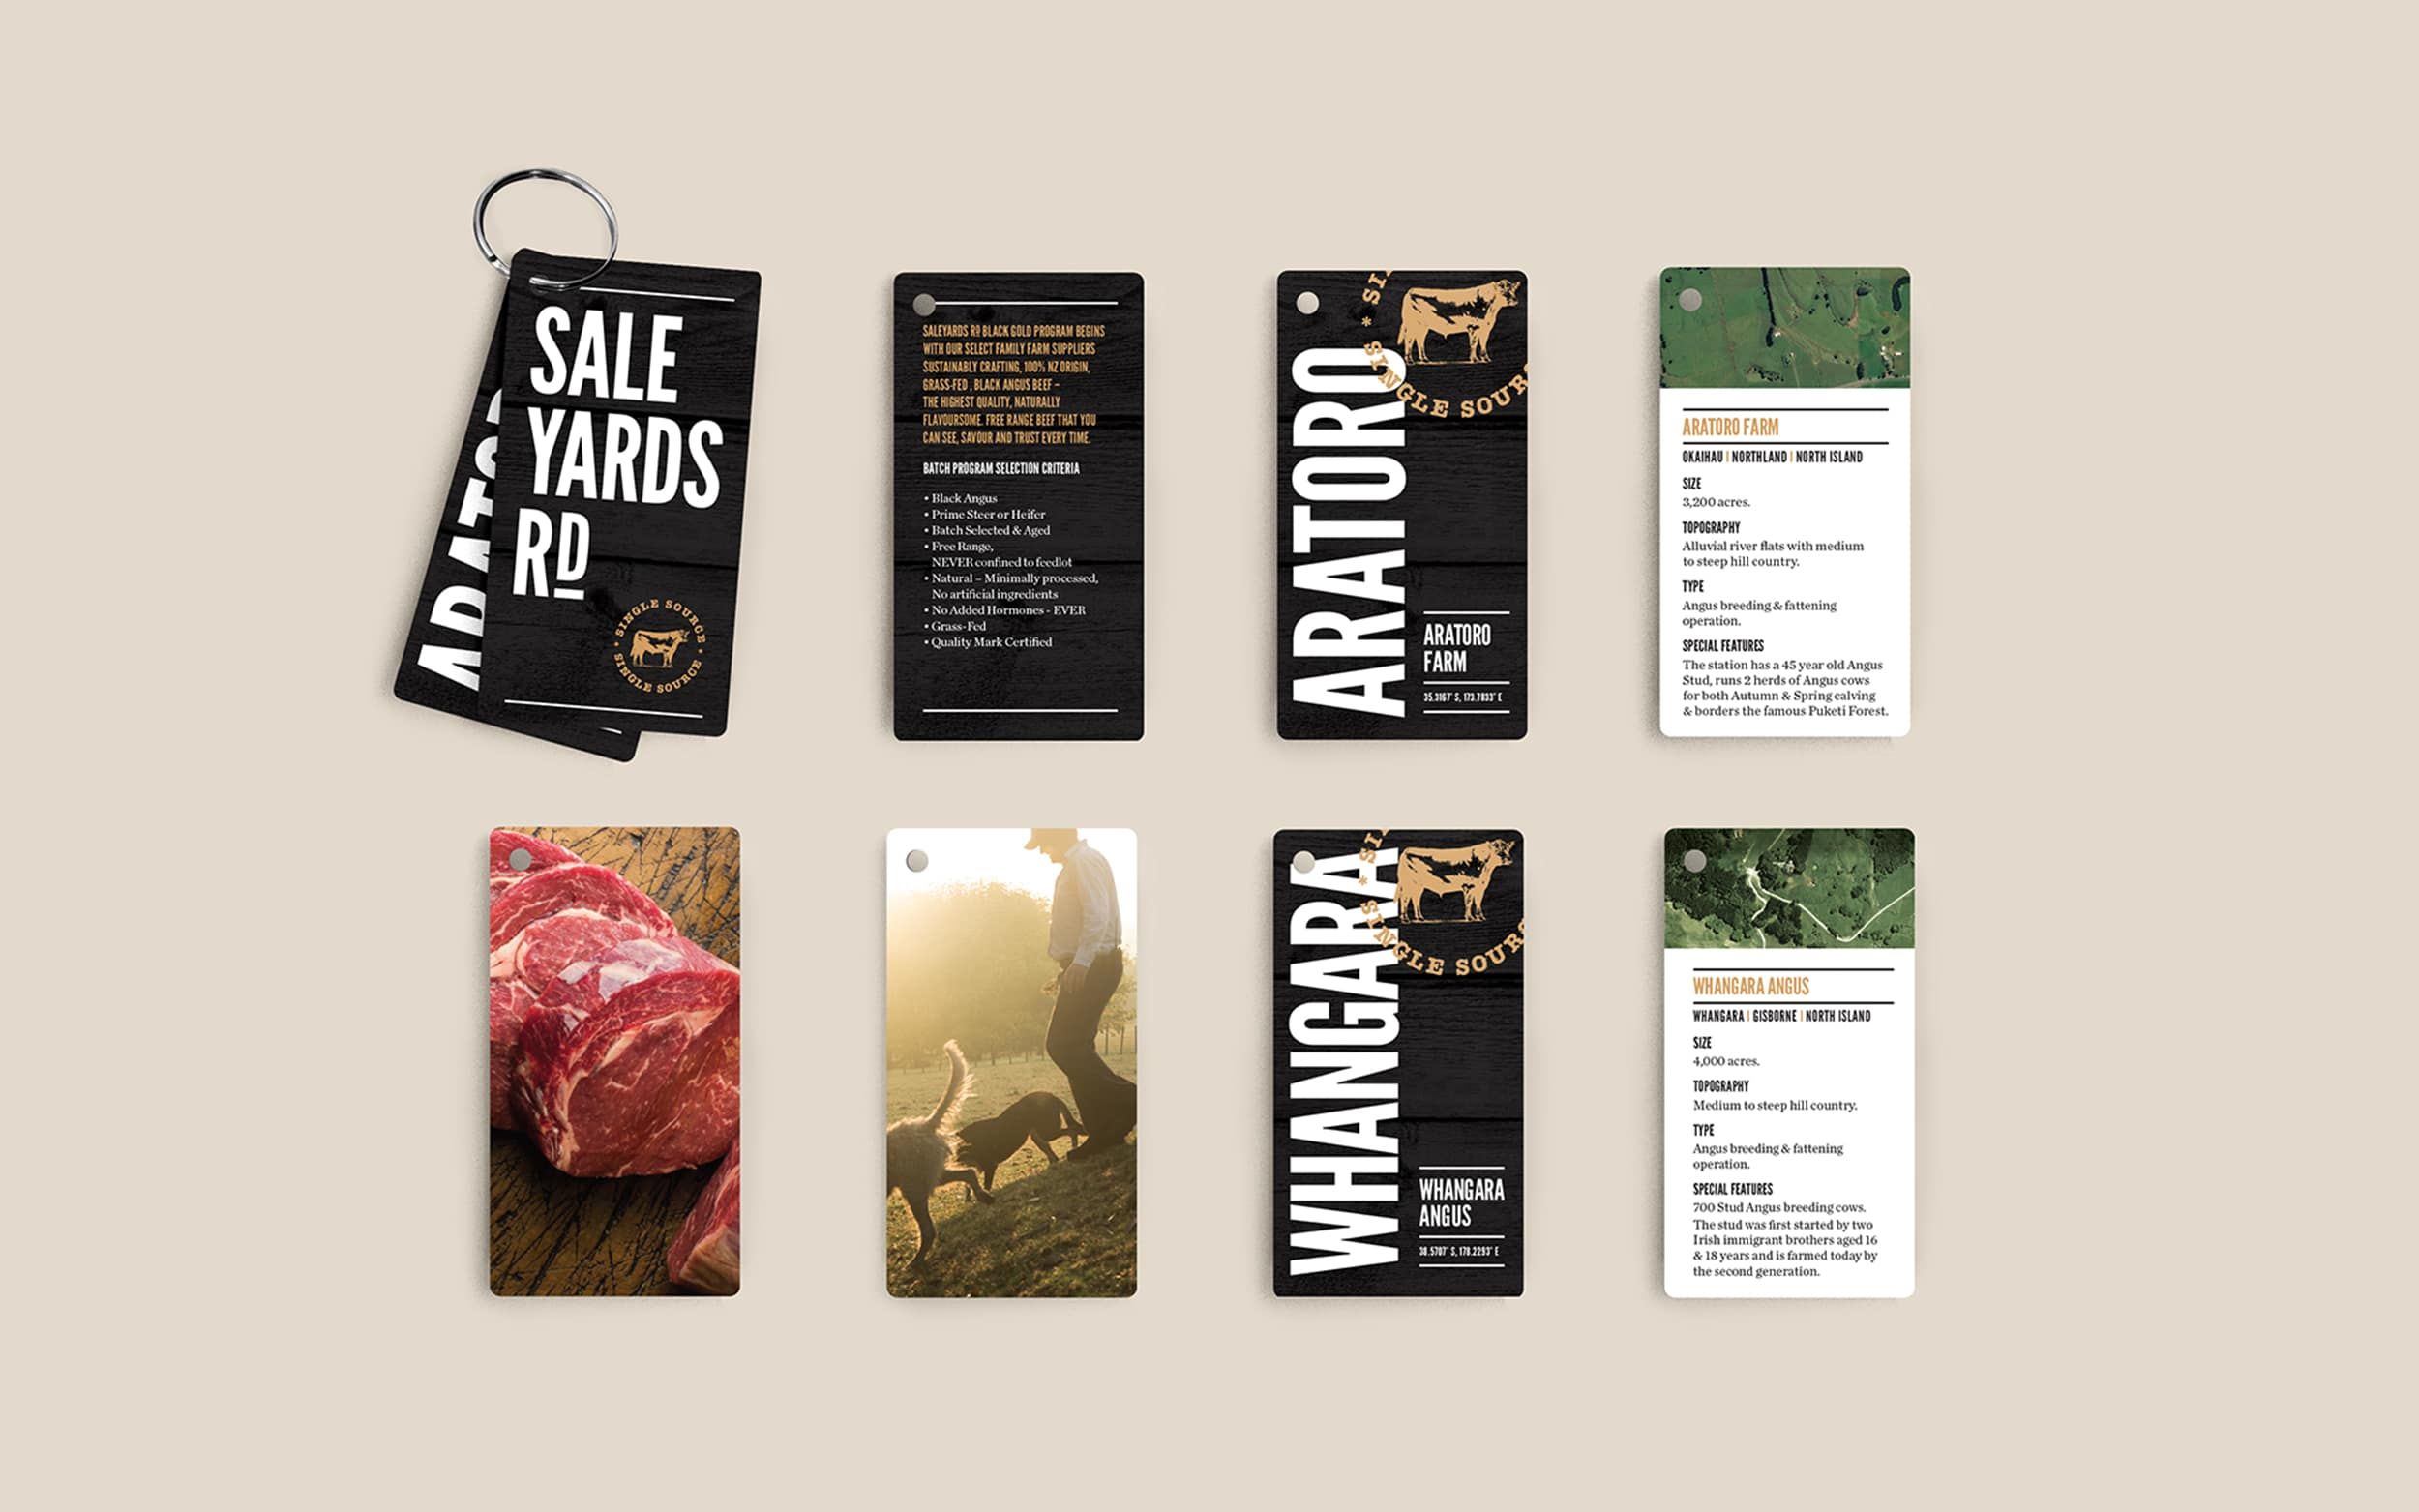 SALE
YARDS
RD
SINGLE SOURCE • SINGLE SOURCE •
SALEYARDS RD BLACK GOLD PROGRAM BEGINS
WITH OUR SELECT FAMILY FARM SUPPLIERS
SUSTAINABLY CRAFTING, 100% NZ ORIGIN,
GRASS-FED , BLACK ANGUS BEEF –
THE HIGHEST QUALITY, NATURALLY
FLAVOURSOME. FREE RANGE BEEF THAT YOU
CAN SEE, SAVOUR AND TRUST EVERY TIME.
BATCH PROGRAM SELECTION CRITERIA
• Black Angus
• Prime Steer or Heifer
• Batch Selected & Aged
• Free Range,
NEVER confined to feedlot
• Natural – Minimally processed,
No artificial ingredients
• No Added Hormones - EVER
• Grass-Fed
• Quality Mark Certified
ARATORO
SINGLE SOUR
ARATORO
FARM
35.3167° S, 173.7833° E
ARATORO FARM
OKAIHAU | NORTHLAND | NORTH ISLAND
SIZE
3,200 acres.
TOPOGRAPHY
Alluvial river flats with medium
to steep hill country.
TYPE
Angus breeding & fattening
operation.
SPECIAL FEATURES
The station has a 45 year old Angus
Stud, runs 2 herds of Angus cows
for both Autumn & Spring calving
& borders the famous Puketi Forest.
WHANGARA
SINGLE SOUR
WHANGARA
ANGUS
38.5707° S, 178.2293° E
WHANGARA ANGUS
WHANGARA | GISBORNE | NORTH ISLAND
SIZE
4,000 acres.
TOPOGRAPHY
Medium to steep hill country.
TYPE
Angus breeding & fattening
operation.
SPECIAL FEATURES
700 Stud Angus breeding cows.
The stud was first started by two
Irish immigrant brothers aged 16
& 18 years and is farmed today by
the second generation.